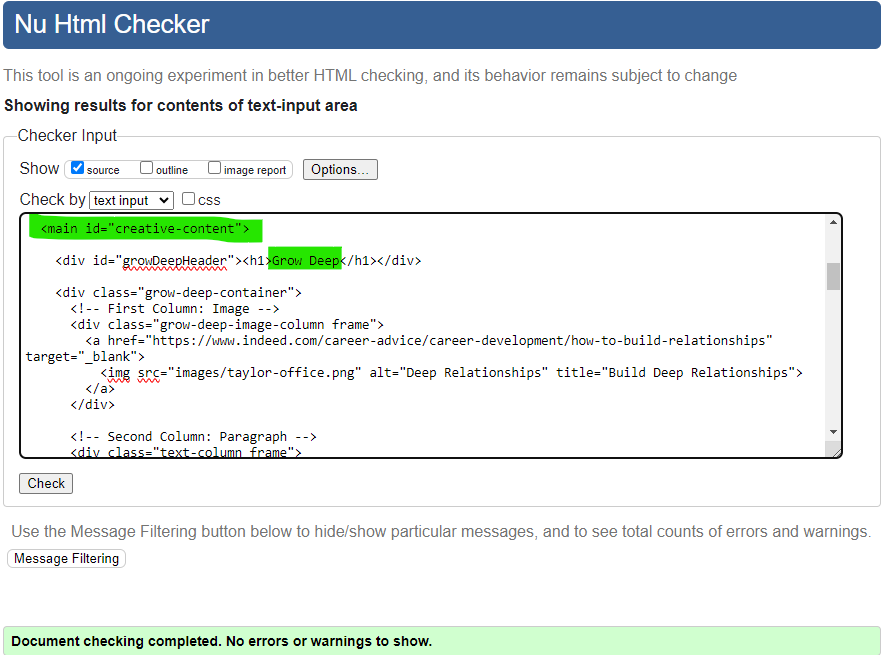 Nu Html Checker
This tool is an ongoing experiment in better HTML checking, and its behavior remains subject to change
Showing results for contents of text-input area
Checker Input
Show source outline image report Options...
Check by text input css
<main id="creative-content">
<div id="growDeepHeader"><h1>Grow Deep</h1></div>
<div class="grow-deep-container">
<!-- First Column: Image -->
<div class="grow-deep-image-column frame">
<a href="https://www.indeed.com/career-advice/career-development/how-to-build-relationships"
target="_blank">
<img src="images/taylor-office.png" alt="Deep Relationships" title="Build Deep Relationships">
</a>
</div>
<!-- Second Column: Paragraph -->
<div class="text-column frame">
Check
Use the Message Filtering button below to hide/show particular messages, and to see total counts of errors and warnings.
Message Filtering
Document checking completed. No errors or warnings to show.